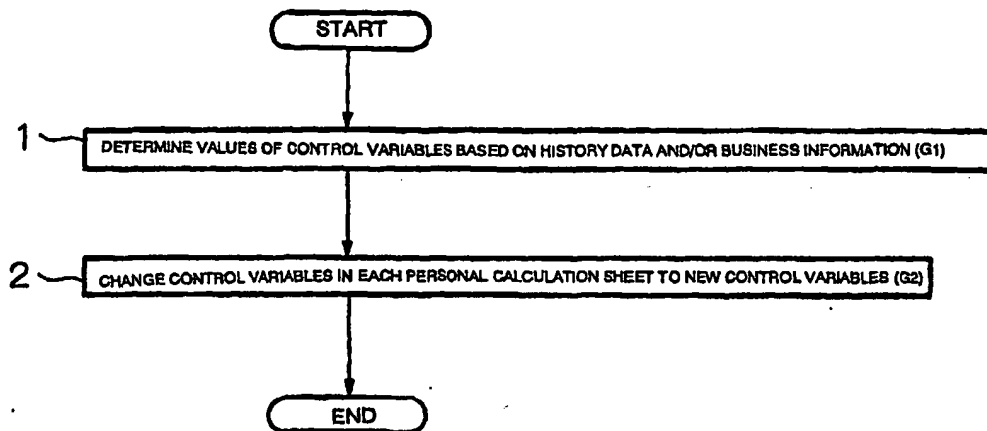 START
1
DETERMINE VALUES OF CONTROL VARIABLES BASED ON HISTORY DATA AND/OR BUSINESS INFORMATION (G1)
2
CHANGE CONTROL VARIABLES IN EACH PERSONAL CALCULATION SHEET TO NEW CONTROL VARIABLES (G2)
END